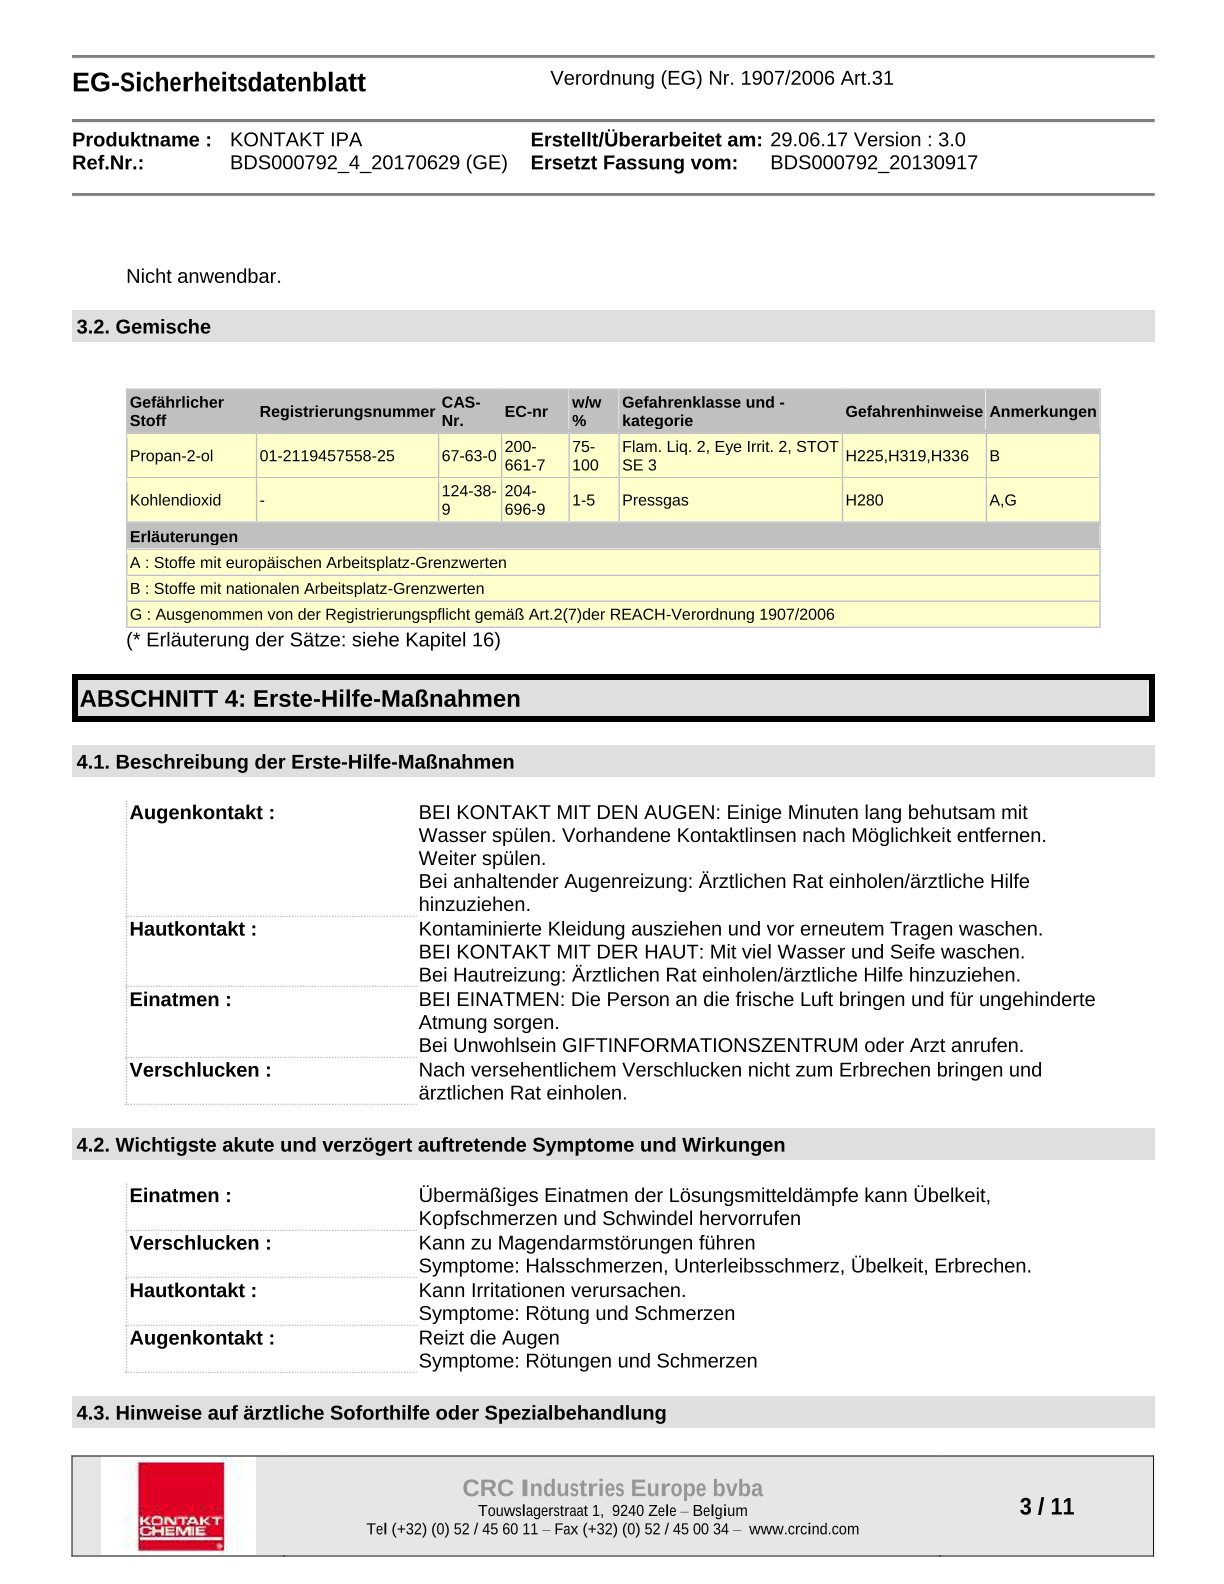 EG-Sicherheitsdatenblatt
Verordnung (EG) Nr. 1907/2006 Art.31
Produktname : KONTAKT IPA Erstellt/Überarbeitet am: 29.06.17 Version : 3.0
Ref.Nr.: BDS000792_4_20170629 (GE) Ersetzt Fassung vom: BDS000792_20130917
Nicht anwendbar.
3.2. Gemische
Gefährlicher Stoff Registrierungsnummer CAS-Nr. EC-nr w/w % Gefahrenklasse und -kategorie Gefahrenhinweise Anmerkungen
Propan-2-ol 01-2119457558-25 67-63-0 200-661-7 75-100 Flam. Liq. 2, Eye Irrit. 2, STOT SE 3 H225,H319,H336 B
Kohlendioxid - 124-38-9 204-696-9 1-5 Pressgas H280 A,G
Erläuterungen
A : Stoffe mit europäischen Arbeitsplatz-Grenzwerten
B : Stoffe mit nationalen Arbeitsplatz-Grenzwerten
G : Ausgenommen von der Registrierungspflicht gemäß Art.2(7)der REACH-Verordnung 1907/2006
(* Erläuterung der Sätze: siehe Kapitel 16)
ABSCHNITT 4: Erste-Hilfe-Maßnahmen
4.1. Beschreibung der Erste-Hilfe-Maßnahmen
Augenkontakt : BEI KONTAKT MIT DEN AUGEN: Einige Minuten lang behutsam mit
Wasser spülen. Vorhandene Kontaktlinsen nach Möglichkeit entfernen.
Weiter spülen.
Bei anhaltender Augenreizung: Ärztlichen Rat einholen/ärztliche Hilfe
hinzuziehen.
Hautkontakt : Kontaminierte Kleidung ausziehen und vor erneutem Tragen waschen.
BEI KONTAKT MIT DER HAUT: Mit viel Wasser und Seife waschen.
Bei Hautreizung: Ärztlichen Rat einholen/ärztliche Hilfe hinzuziehen.
Einatmen : BEI EINATMEN: Die Person an die frische Luft bringen und für ungehinderte
Atmung sorgen.
Bei Unwohlsein GIFTINFORMATIONSZENTRUM oder Arzt anrufen.
Verschlucken : Nach versehentlichem Verschlucken nicht zum Erbrechen bringen und
ärztlichen Rat einholen.
4.2. Wichtigste akute und verzögert auftretende Symptome und Wirkungen
Einatmen : Übermäßiges Einatmen der Lösungsmitteldämpfe kann Übelkeit,
Kopfschmerzen und Schwindel hervorrufen
Verschlucken : Kann zu Magendarmstörungen führen
Symptome: Halsschmerzen, Unterleibsschmerz, Übelkeit, Erbrechen.
Hautkontakt : Kann Irritationen verursachen.
Symptome: Rötung und Schmerzen
Augenkontakt : Reizt die Augen
Symptome: Rötungen und Schmerzen
4.3. Hinweise auf ärztliche Soforthilfe oder Spezialbehandlung
KONTAKT
CHEMIE
®
CRC Industries Europe bvba
Touwslagerstraat 1, 9240 Zele – Belgium
Tel (+32) (0) 52 / 45 60 11 – Fax (+32) (0) 52 / 45 00 34 – www.crcind.com
3 / 11